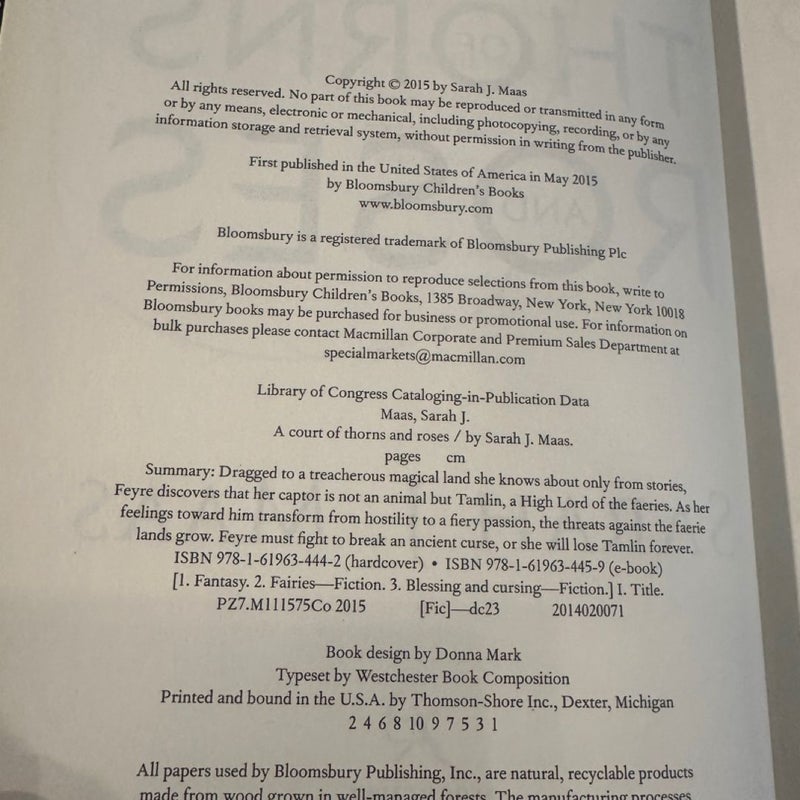 Copyright © 2015 by Sarah J. Maas
All rights reserved. No part of this book may be reproduced or transmitted in any form
or by any means, electronic or mechanical, including photocopying, recording, or by any
information storage and retrieval system, without permission in writing from the publisher.
First published in the United States of America in May 2015
by Bloomsbury Children's Books
www.bloomsbury.com
Bloomsbury is a registered trademark of Bloomsbury Publishing Plc
For information about permission to reproduce selections from this book, write to
Permissions, Bloomsbury Children's Books, 1385 Broadway, New York, New York 10018
Bloomsbury books may be purchased for business or promotional use. For information on
bulk purchases please contact Macmillan Corporate and Premium Sales Department at
specialmarkets@macmillan.com
Library of Congress Cataloging-in-Publication Data
Maas, Sarah J.
A court of thorns and roses / by Sarah J. Maas.
pages cm
Summary: Dragged to a treacherous magical land she knows about only from stories,
Feyre discovers that her captor is not an animal but Tamlin, a High Lord of the faeries. As her
feelings toward him transform from hostility to a fiery passion, the threats against the faerie
lands grow. Feyre must fight to break an ancient curse, or she will lose Tamlin forever.
ISBN 978-1-61963-444-2 (hardcover) • ISBN 978-1-61963-445-9 (e-book)
[1. Fantasy. 2. Fairies—Fiction. 3. Blessing and cursing—Fiction.] I. Title.
PZ7.M111575Co 2015 [Fic]—dc23 2014020071
Book design by Donna Mark
Typeset by Westchester Book Composition
Printed and bound in the U.S.A. by Thomson-Shore Inc., Dexter, Michigan
2 4 6 8 10 9 7 5 3 1
All papers used by Bloomsbury Publishing, Inc., are natural, recyclable products
made from wood grown in well-managed forests. The manufacturing processes